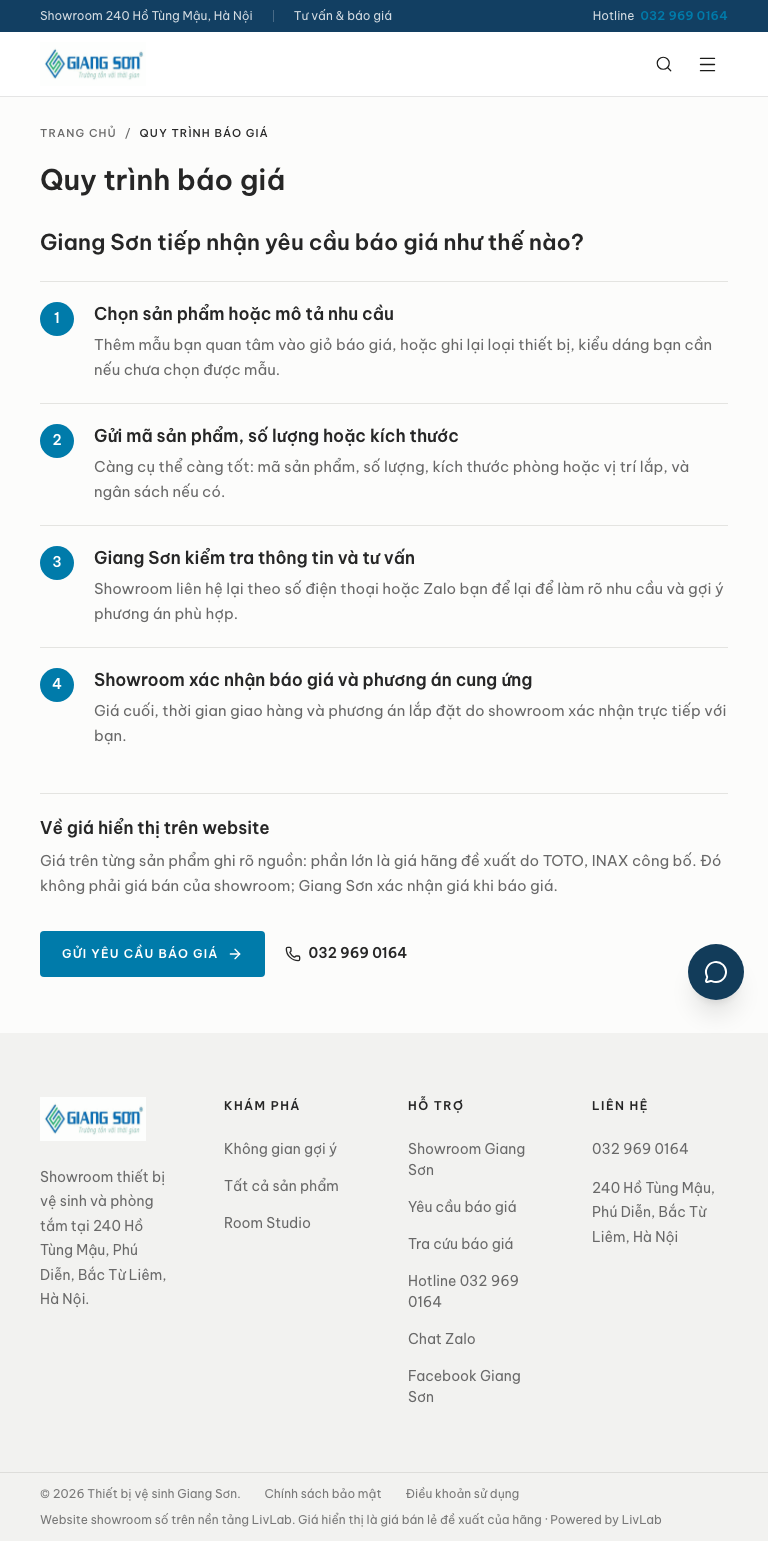 Showroom 240 Hồ Tùng Mậu, Hà Nội
Tư vấn & báo giá
Hotline 032 969 0164
GIANG SƠN
Trường tồn với thời gian
TRANG CHỦ / QUY TRÌNH BÁO GIÁ
Quy trình báo giá
Giang Sơn tiếp nhận yêu cầu báo giá như thế nào?
1
Chọn sản phẩm hoặc mô tả nhu cầu
Thêm mẫu bạn quan tâm vào giỏ báo giá, hoặc ghi lại loại thiết bị, kiểu dáng bạn cần
nếu chưa chọn được mẫu.
2
Gửi mã sản phẩm, số lượng hoặc kích thước
Càng cụ thể càng tốt: mã sản phẩm, số lượng, kích thước phòng hoặc vị trí lắp, và
ngân sách nếu có.
3
Giang Sơn kiểm tra thông tin và tư vấn
Showroom liên hệ lại theo số điện thoại hoặc Zalo bạn để lại để làm rõ nhu cầu và gợi ý
phương án phù hợp.
4
Showroom xác nhận báo giá và phương án cung ứng
Giá cuối, thời gian giao hàng và phương án lắp đặt do showroom xác nhận trực tiếp với
bạn.
Về giá hiển thị trên website
Giá trên từng sản phẩm ghi rõ nguồn: phần lớn là giá hãng đề xuất do TOTO, INAX công bố. Đó
không phải giá bán của showroom; Giang Sơn xác nhận giá khi báo giá.
GỬI YÊU CẦU BÁO GIÁ
032 969 0164
GIANG SƠN
Trường tồn với thời gian
Showroom thiết bị
vệ sinh và phòng
tắm tại 240 Hồ
Tùng Mậu, Phú
Diễn, Bắc Từ Liêm,
Hà Nội.
KHÁM PHÁ
Không gian gợi ý
Tất cả sản phẩm
Room Studio
HỖ TRỢ
Showroom Giang
Sơn
Yêu cầu báo giá
Tra cứu báo giá
Hotline 032 969
0164
Chat Zalo
Facebook Giang
Sơn
LIÊN HỆ
032 969 0164
240 Hồ Tùng Mậu,
Phú Diễn, Bắc Từ
Liêm, Hà Nội
© 2026 Thiết bị vệ sinh Giang Sơn.
Chính sách bảo mật
Điều khoản sử dụng
Website showroom số trên nền tảng LivLab. Giá hiển thị là giá bán lẻ đề xuất của hãng · Powered by LivLab